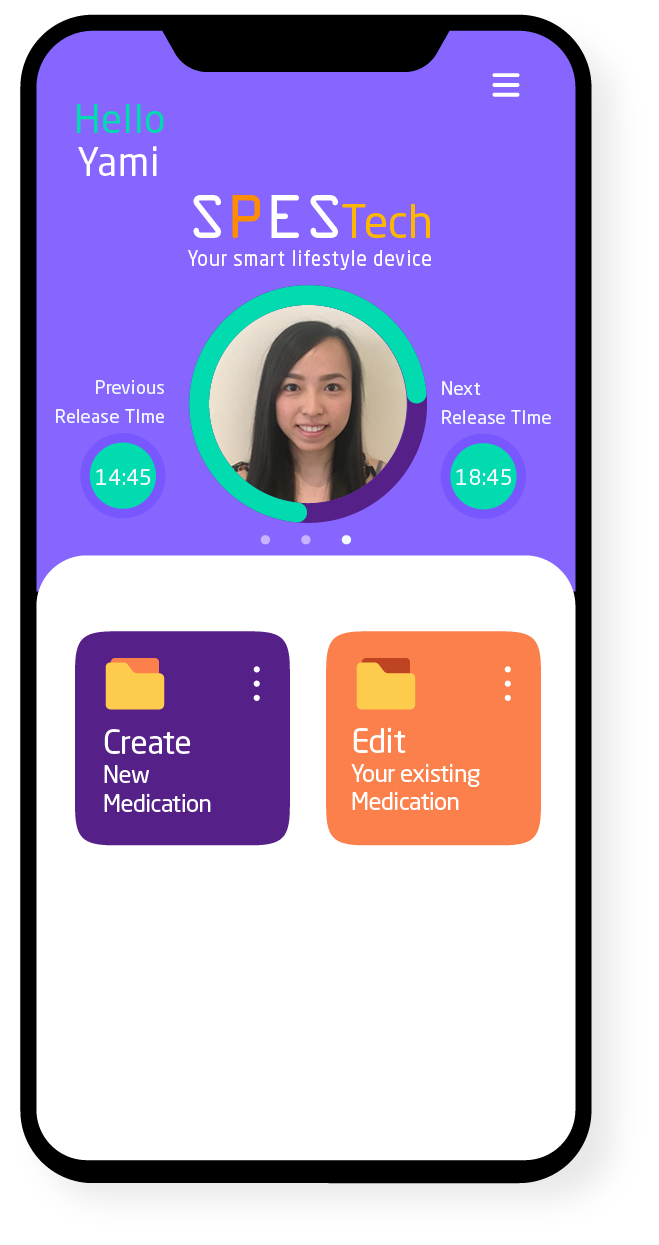 Hello
Yami
SPESTech
Your smart lifestyle device
Previous
Release TIme
14:45
Next
Release TIme
18:45
Create
New
Medication
Edit
Your existing
Medication